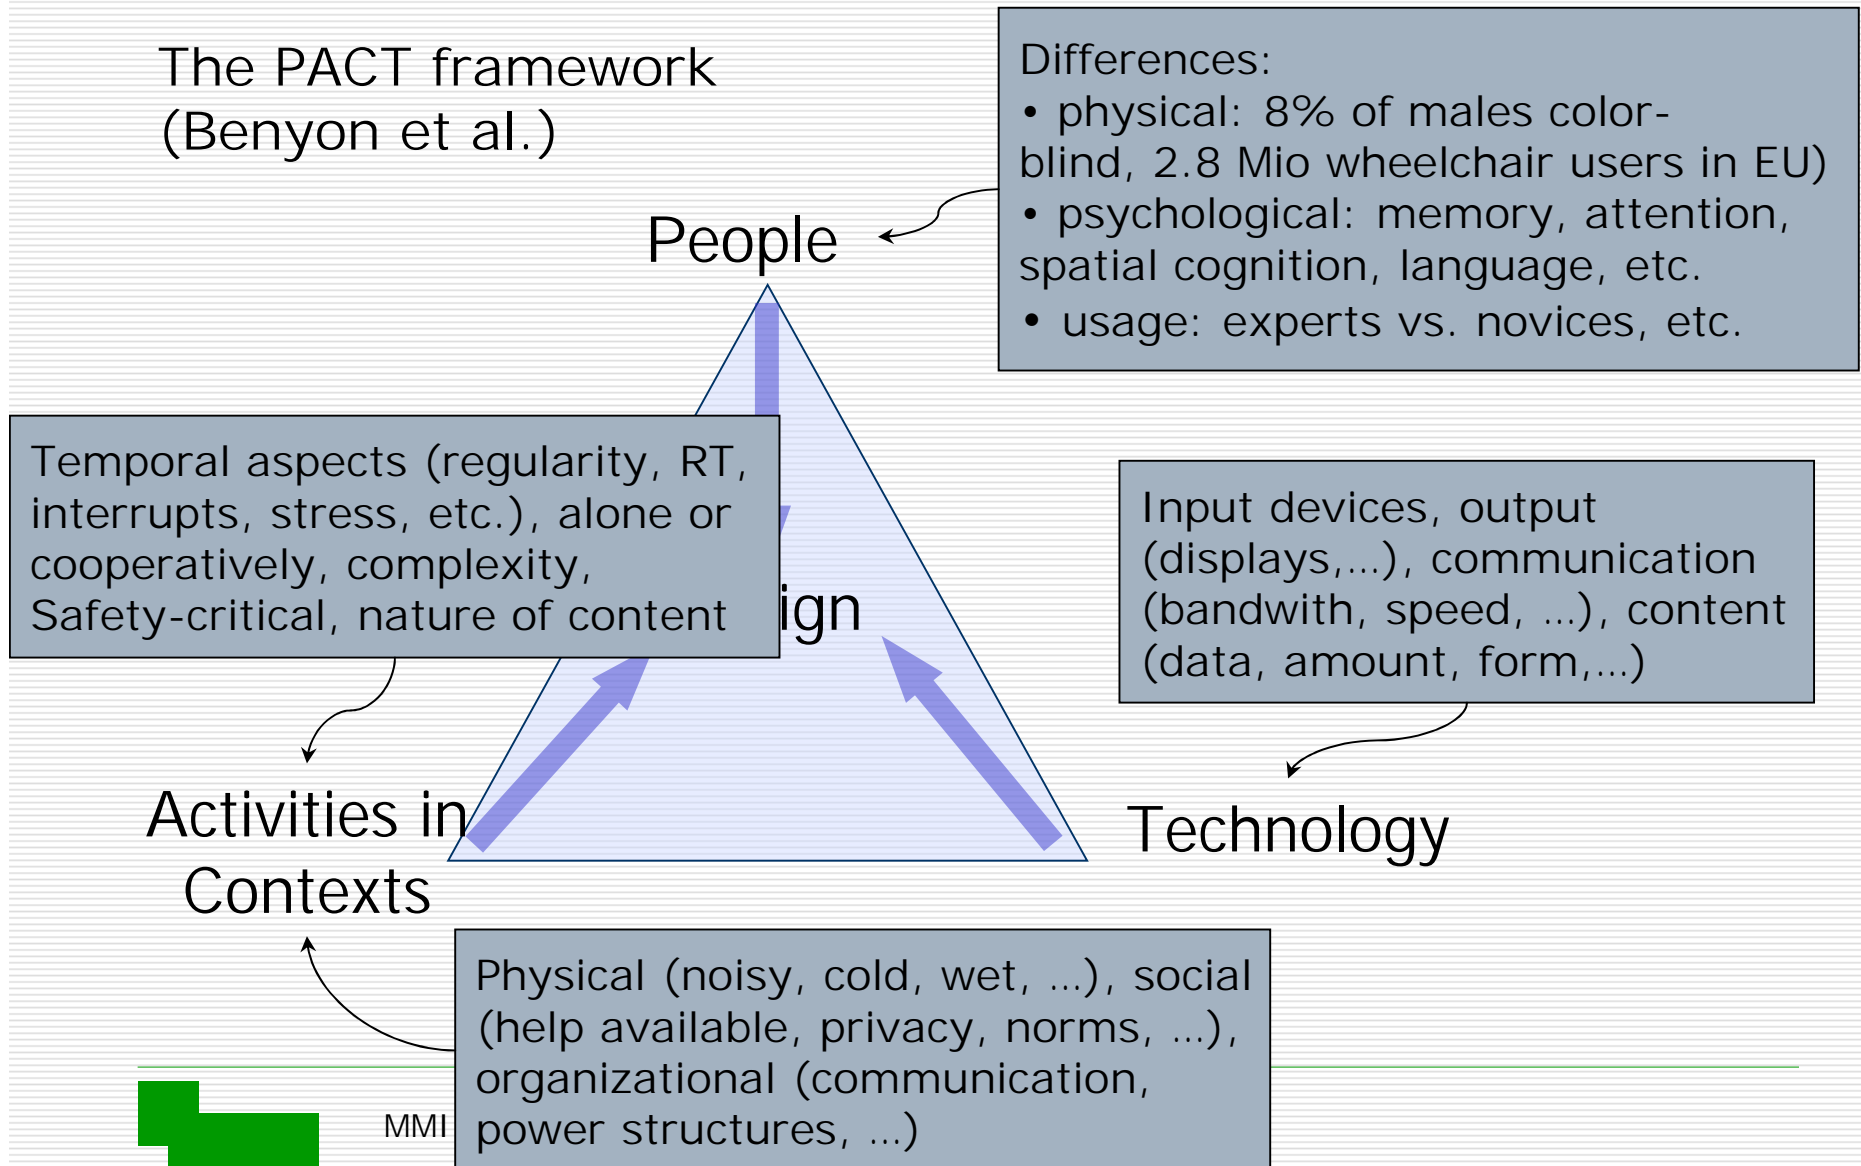 The PACT framework
(Benyon et al.)
Differences:
• physical: 8% of males color-
blind, 2.8 Mio wheelchair users in EU)
• psychological: memory, attention,
spatial cognition, language, etc.
• usage: experts vs. novices, etc.
People
Temporal aspects (regularity, RT,
interrupts, stress, etc.), alone or
cooperatively, complexity,
Safety-critical, nature of content
ign
Input devices, output
(displays,...), communication
(bandwith, speed, ...), content
(data, amount, form,...)
Activities in
Contexts
Technology
Physical (noisy, cold, wet, ...), social
(help available, privacy, norms, ...),
organizational (communication,
power structures, ...)
MMI